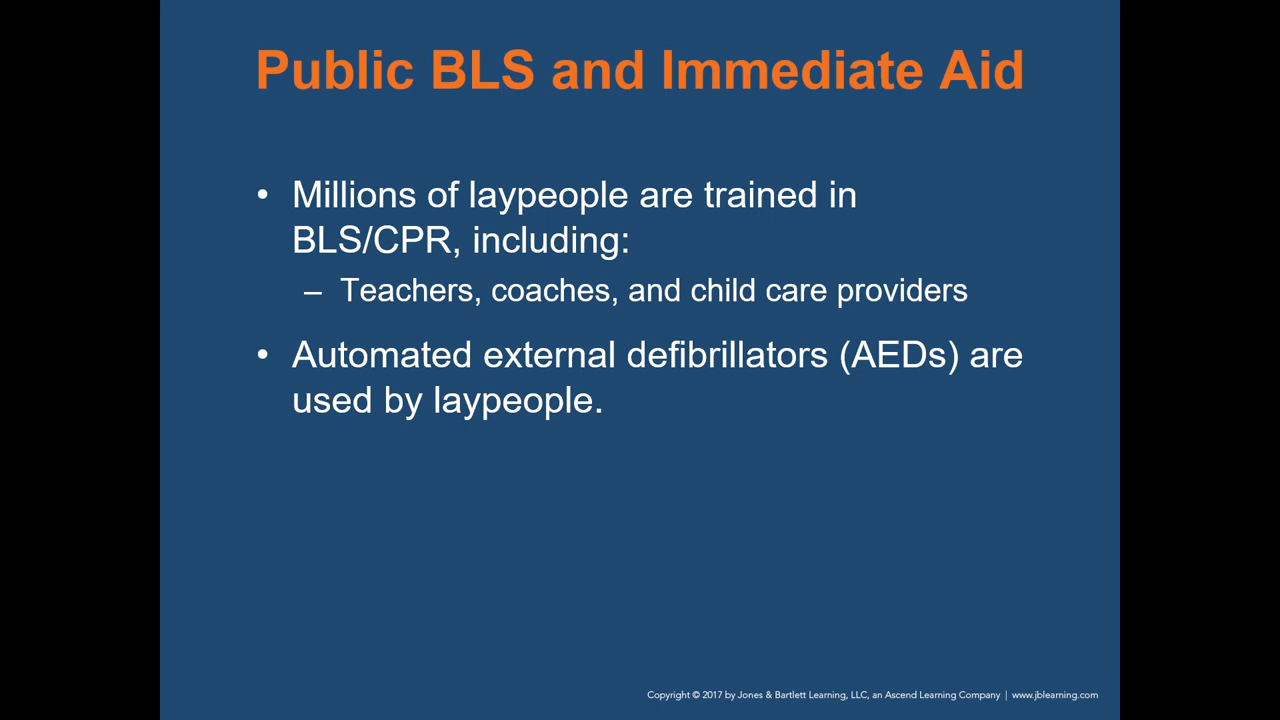 Public BLS and Immediate Aid
• Millions of laypeople are trained in
BLS/CPR, including:
– Teachers, coaches, and child care providers
• Automated external defibrillators (AEDs) are
used by laypeople.
Copyright © 2017 by Jones & Bartlett Learning, LLC, an Ascend Learning Company | www.jblearning.com